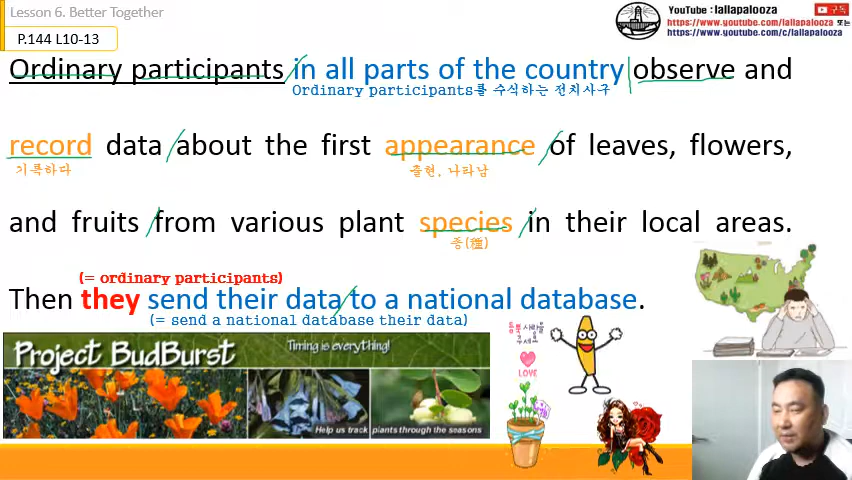 Lesson 6. Better Together
YouTube : lallapalooza
구독
P.144 L10-13
https://www.youtube.com/lallapalooza 또는
https://www.youtube.com/c/lallapalooza
Ordinary participants in all parts of the country observe and
Ordinary participants를 수식하는 전치사구
record data about the first appearance of leaves, flowers,
기록하다
출현, 나타남
and fruits from various plant species in their local areas.
종(種)
(= ordinary participants)
Then they send their data to a national database.
(= send a national database their data)
Project BudBurst
Timing is everything!
Help us track plants through the seasons
LOVE